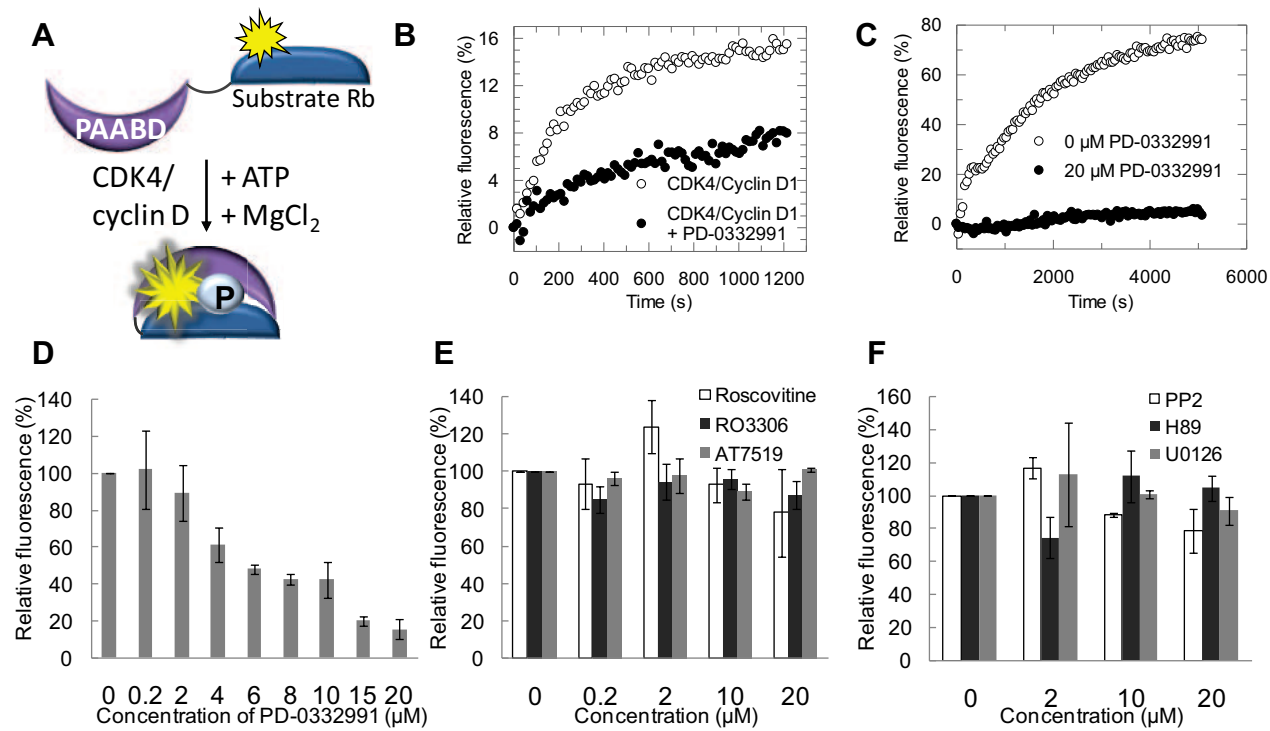 A
Substrate Rb
PAABD
CDK4/
cyclin D
+ ATP
+ MgCl2
P
B
Relative fluorescence (%)
16
12
8
4
0
CDK4/Cyclin D1
CDK4/Cyclin D1
+ PD-0332991
0 200 400 600 800 1000 1200
Time (s)
C
Relative fluorescence (%)
80
60
40
20
0
0 µM PD-0332991
20 µM PD-0332991
0 2000 4000 6000
Time (s)
D
Relative fluorescence (%)
140
120
100
80
60
40
20
0
0 0.2 2 4 6 8 10 15 20
Concentration of PD-0332991 (µM)
E
Relative fluorescence (%)
140
120
100
80
60
40
20
0
Roscovitine
RO3306
AT7519
0 0.2 2 10 20
Concentration (µM)
F
Relative fluorescence (%)
160
140
120
100
80
60
40
20
0
PP2
H89
U0126
0 2 10 20
Concentration (µM)